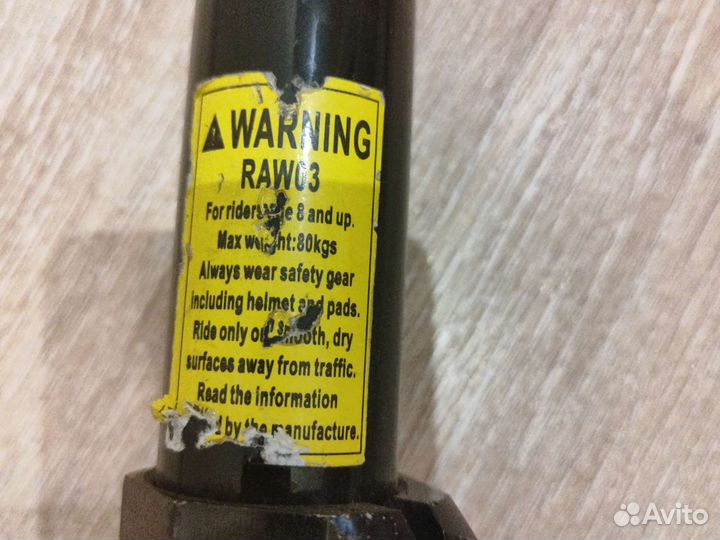 WARNING
RAW03
For riders 8 and up.
Max weight:80kgs
Always wear safety gear
including helmet and pads.
Ride only on smooth, dry
surfaces away from traffic.
Read the information
by the manufacture.
Avito